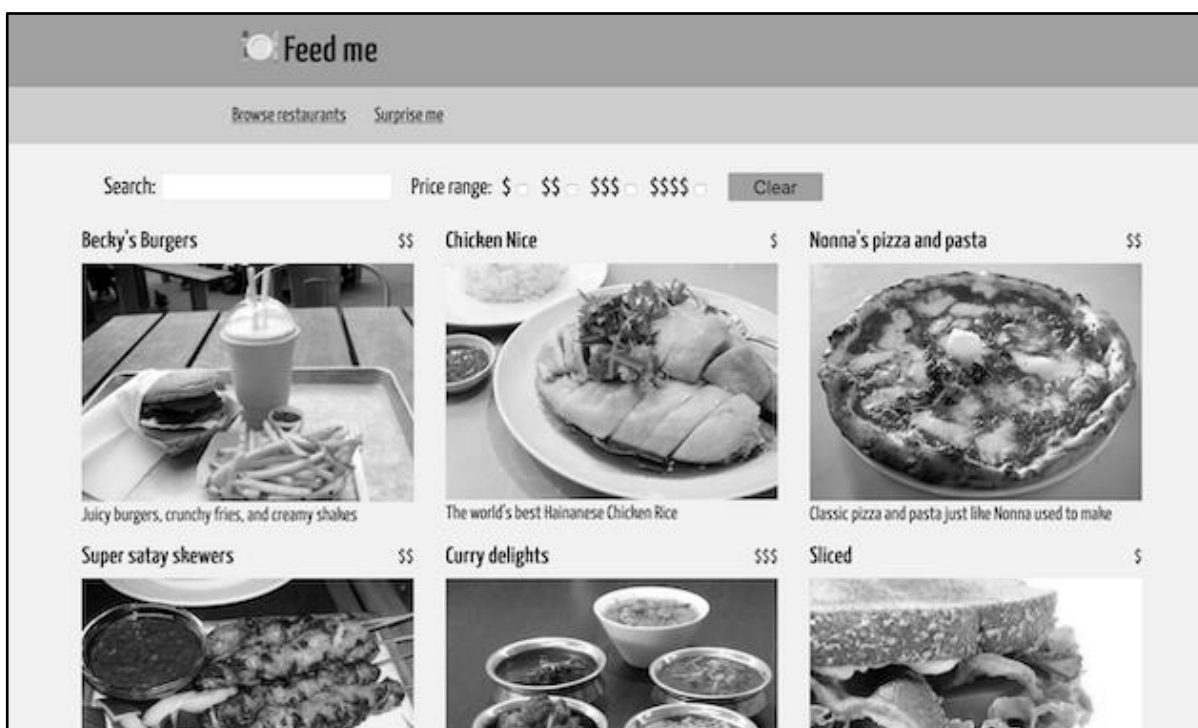 Feed me
Browse restaurants Surprise me
Search: Price range: $ $$ $$$ $$$$ Clear
Becky's Burgers $$ Chicken Nice $ Nonna's pizza and pasta $$
Juicy burgers, crunchy fries, and creamy shakes The world's best Hainanese Chicken Rice Classic pizza and pasta just like Nonna used to make
Super satay skewers $$ Curry delights $$$ Sliced $